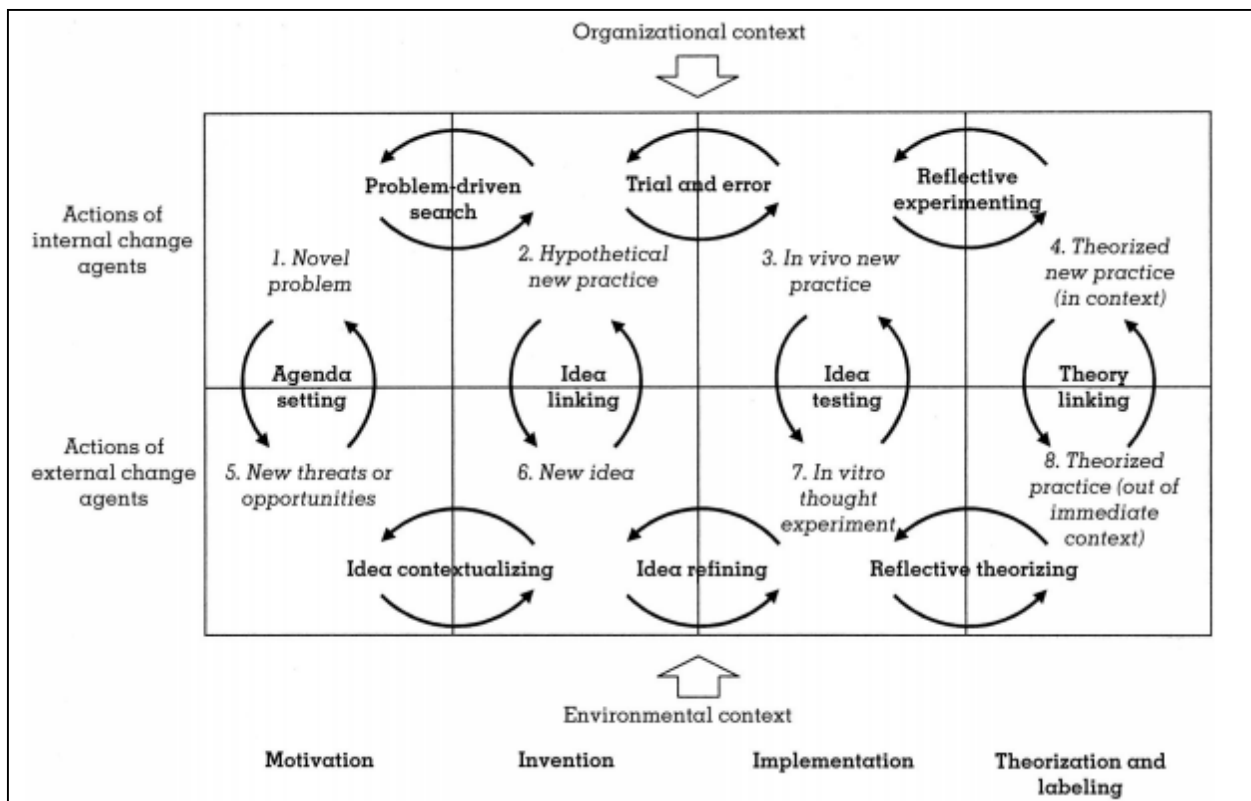 Organizational context
Actions of
internal change
agents
Problem-driven
search
Trial and error
Reflective
experimenting
1. Novel
problem
2. Hypothetical
new practice
3. In vivo new
practice
4. Theorized
new practice
(in context)
Agenda
setting
Idea
linking
Idea
testing
Theory
linking
Actions of
external change
agents
5. New threats or
opportunities
6. New idea
7. In vitro
thought
experiment
8. Theorized
practice (out of
immediate
context)
Idea contextualizing
Idea refining
Reflective theorizing
Environmental context
Motivation
Invention
Implementation
Theorization and
labeling